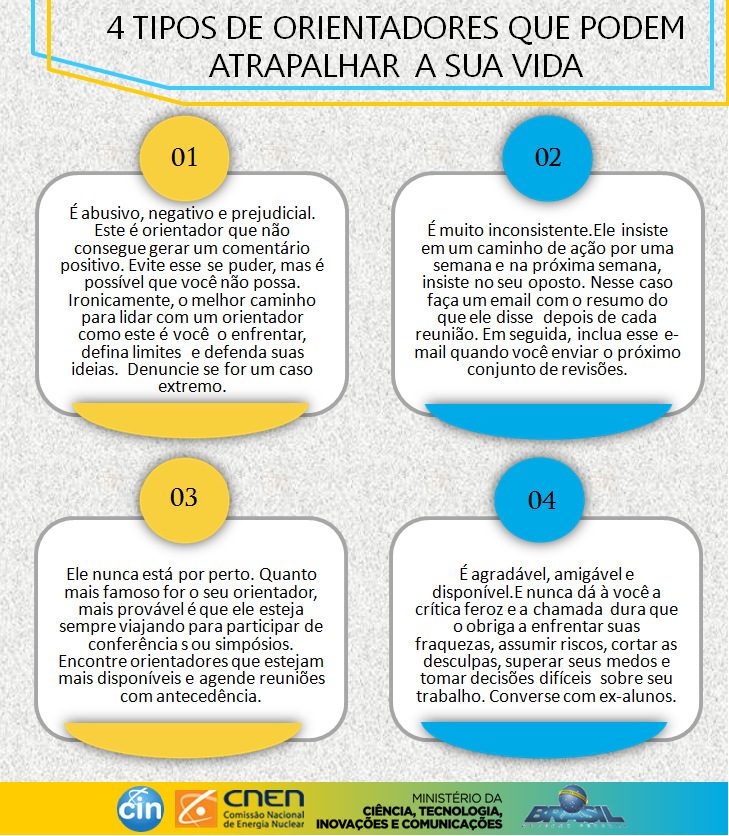 4 TIPOS DE ORIENTADORES QUE PODEM
ATRAPALHAR A SUA VIDA
01
É abusivo, negativo e prejudicial.
Este é orientador que não
consegue gerar um comentário
positivo. Evite esse se puder, mas é
possível que você não possa.
Ironicamente, o melhor caminho
para lidar com um orientador
como este é você o enfrentar,
defina limites e defenda suas
ideias. Denuncie se for um caso
extremo.
02
É muito inconsistente.Ele insiste
em um caminho de ação por uma
semana e na próxima semana,
insiste no seu oposto. Nesse caso
faça um email com o resumo do
que ele disse depois de cada
reunião. Em seguida, inclua esse e-
mail quando você enviar o próximo
conjunto de revisões.
03
Ele nunca está por perto. Quanto
mais famoso for o seu orientador,
mais provável é que ele esteja
sempre viajando para participar de
conferência s ou simpósios.
Encontre orientadores que estejam
mais disponíveis e agende reuniões
com antecedência.
04
É agradável, amigável e
disponível.E nunca dá à você a
crítica feroz e a chamada dura que
o obriga a enfrentar suas
fraquezas, assumir riscos, cortar as
desculpas, superar seus medos e
tomar decisões difíceis sobre seu
trabalho. Converse com ex-alunos.
cin
CNEN
Comissão Nacional
de Energia Nuclear
MINISTÉRIO DA
CIÊNCIA, TECNOLOGIA,
INOVAÇÕES E COMUNICAÇÕES
BRASIL